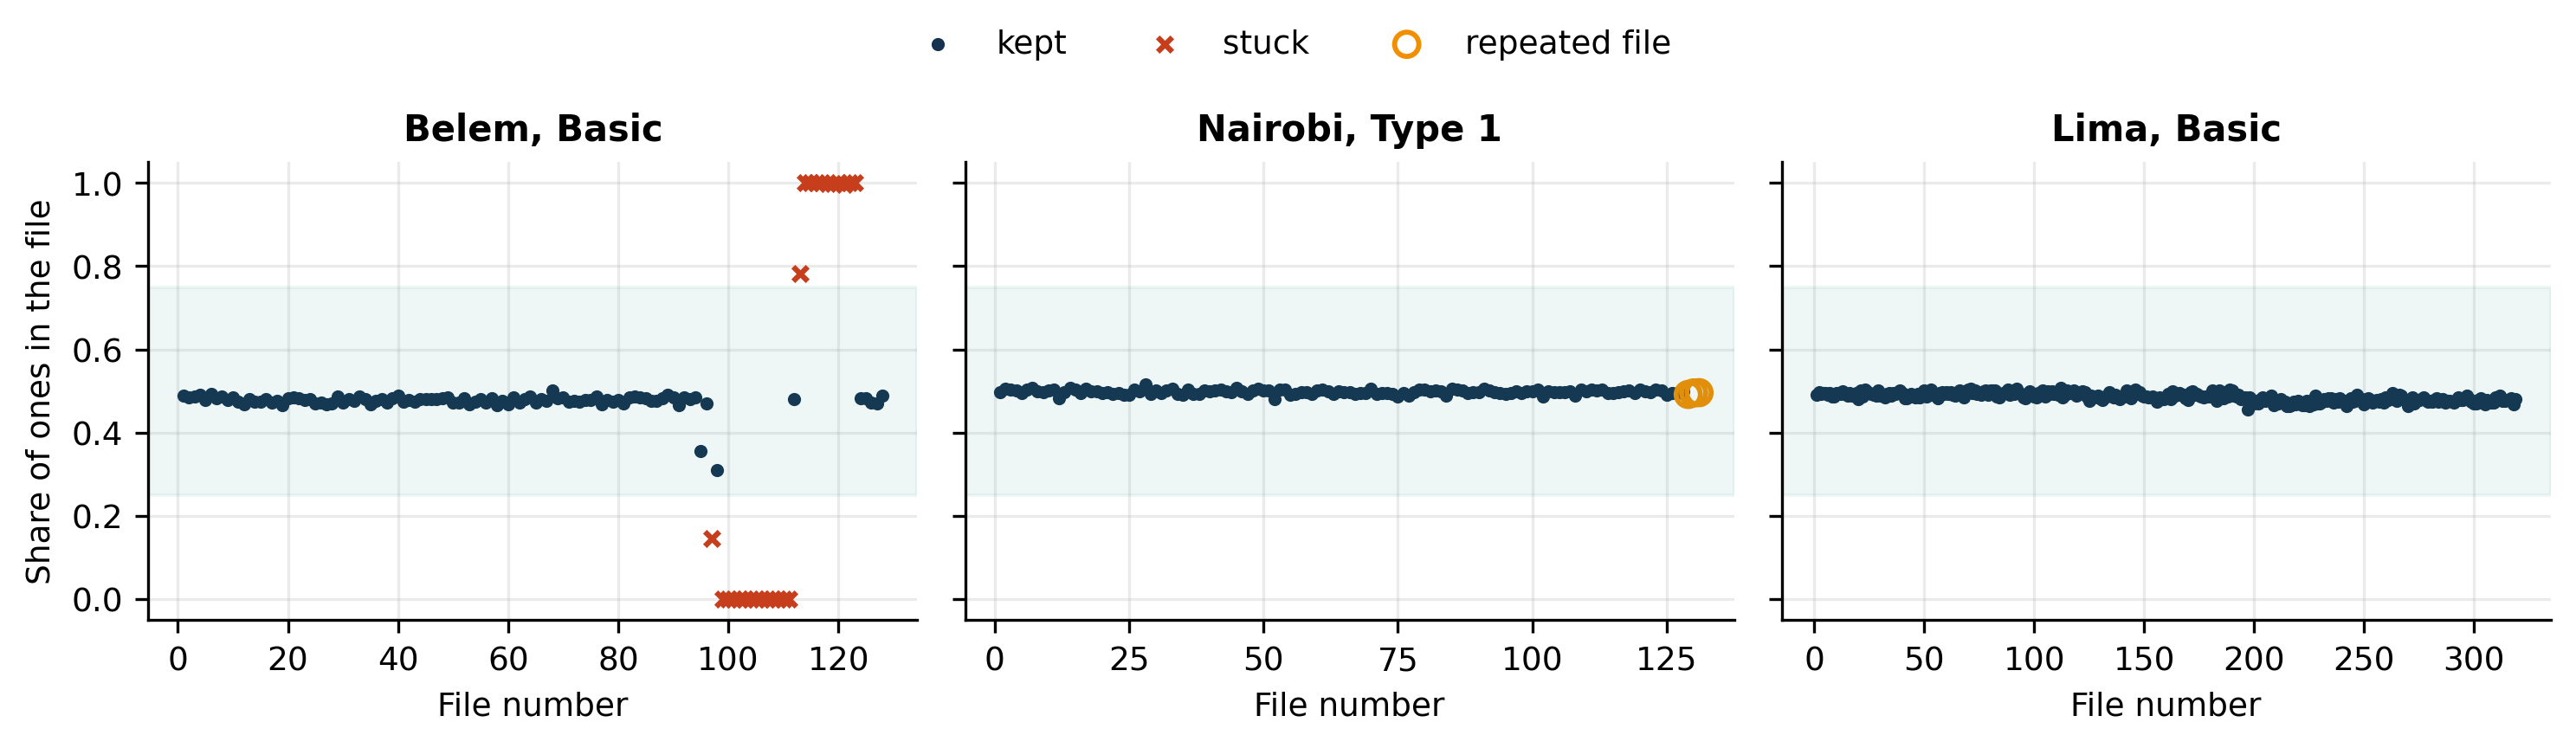 kept stuck repeated file
Belem, Basic
Nairobi, Type 1
Lima, Basic
Share of ones in the file
1.0
0.8
0.6
0.4
0.2
0.0
0 20 40 60 80 100 120
0 25 50 75 100 125
0 50 100 150 200 250 300
File number
File number
File number